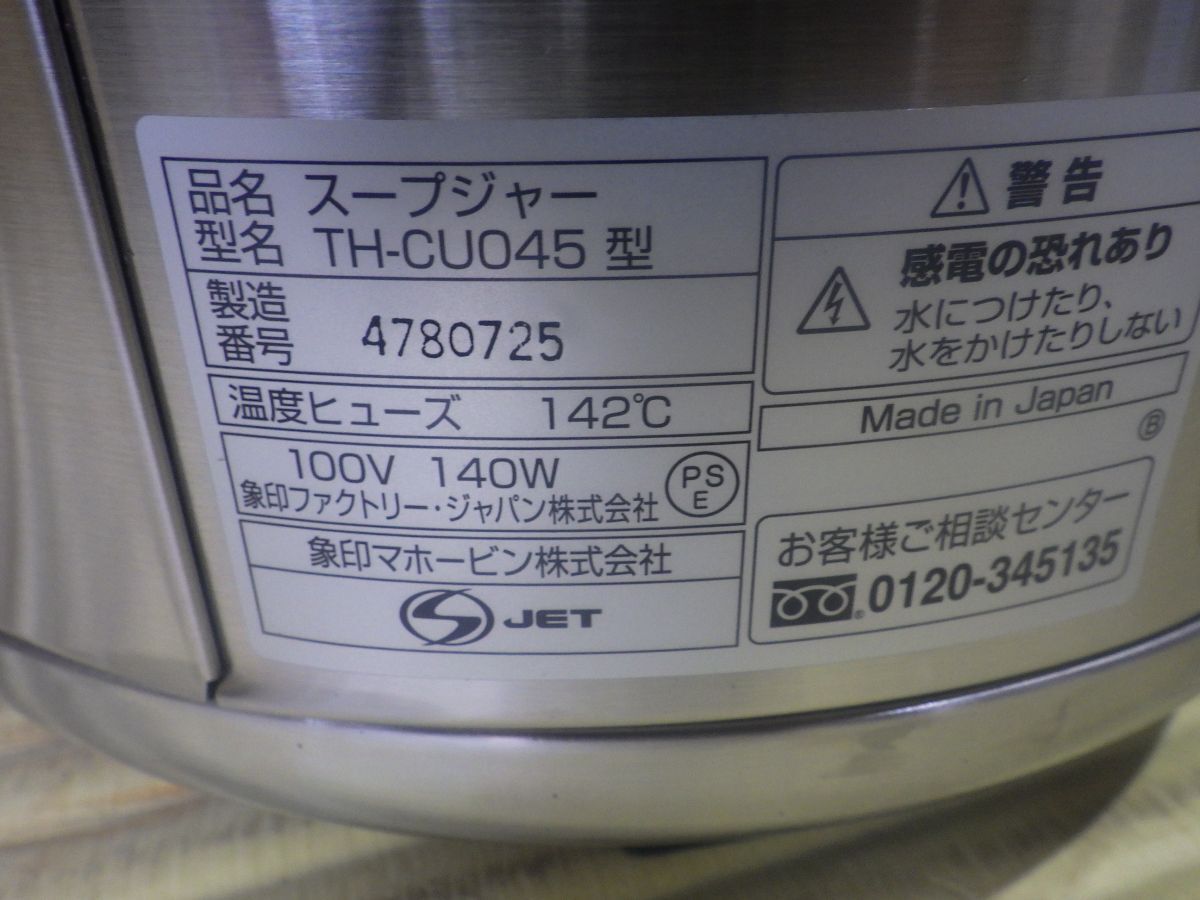 品名 スープジャー
型名 TH-CU045 型
製造
番号 4780725
温度ヒューズ 142℃
100V 140W
象印ファクトリー・ジャパン株式会社
PS
E
象印マホービン株式会社
S JET
警告
感電の恐れあり
水につけたり、
水をかけたりしない
Made in Japan
B
お客様ご相談センター
0120-345135